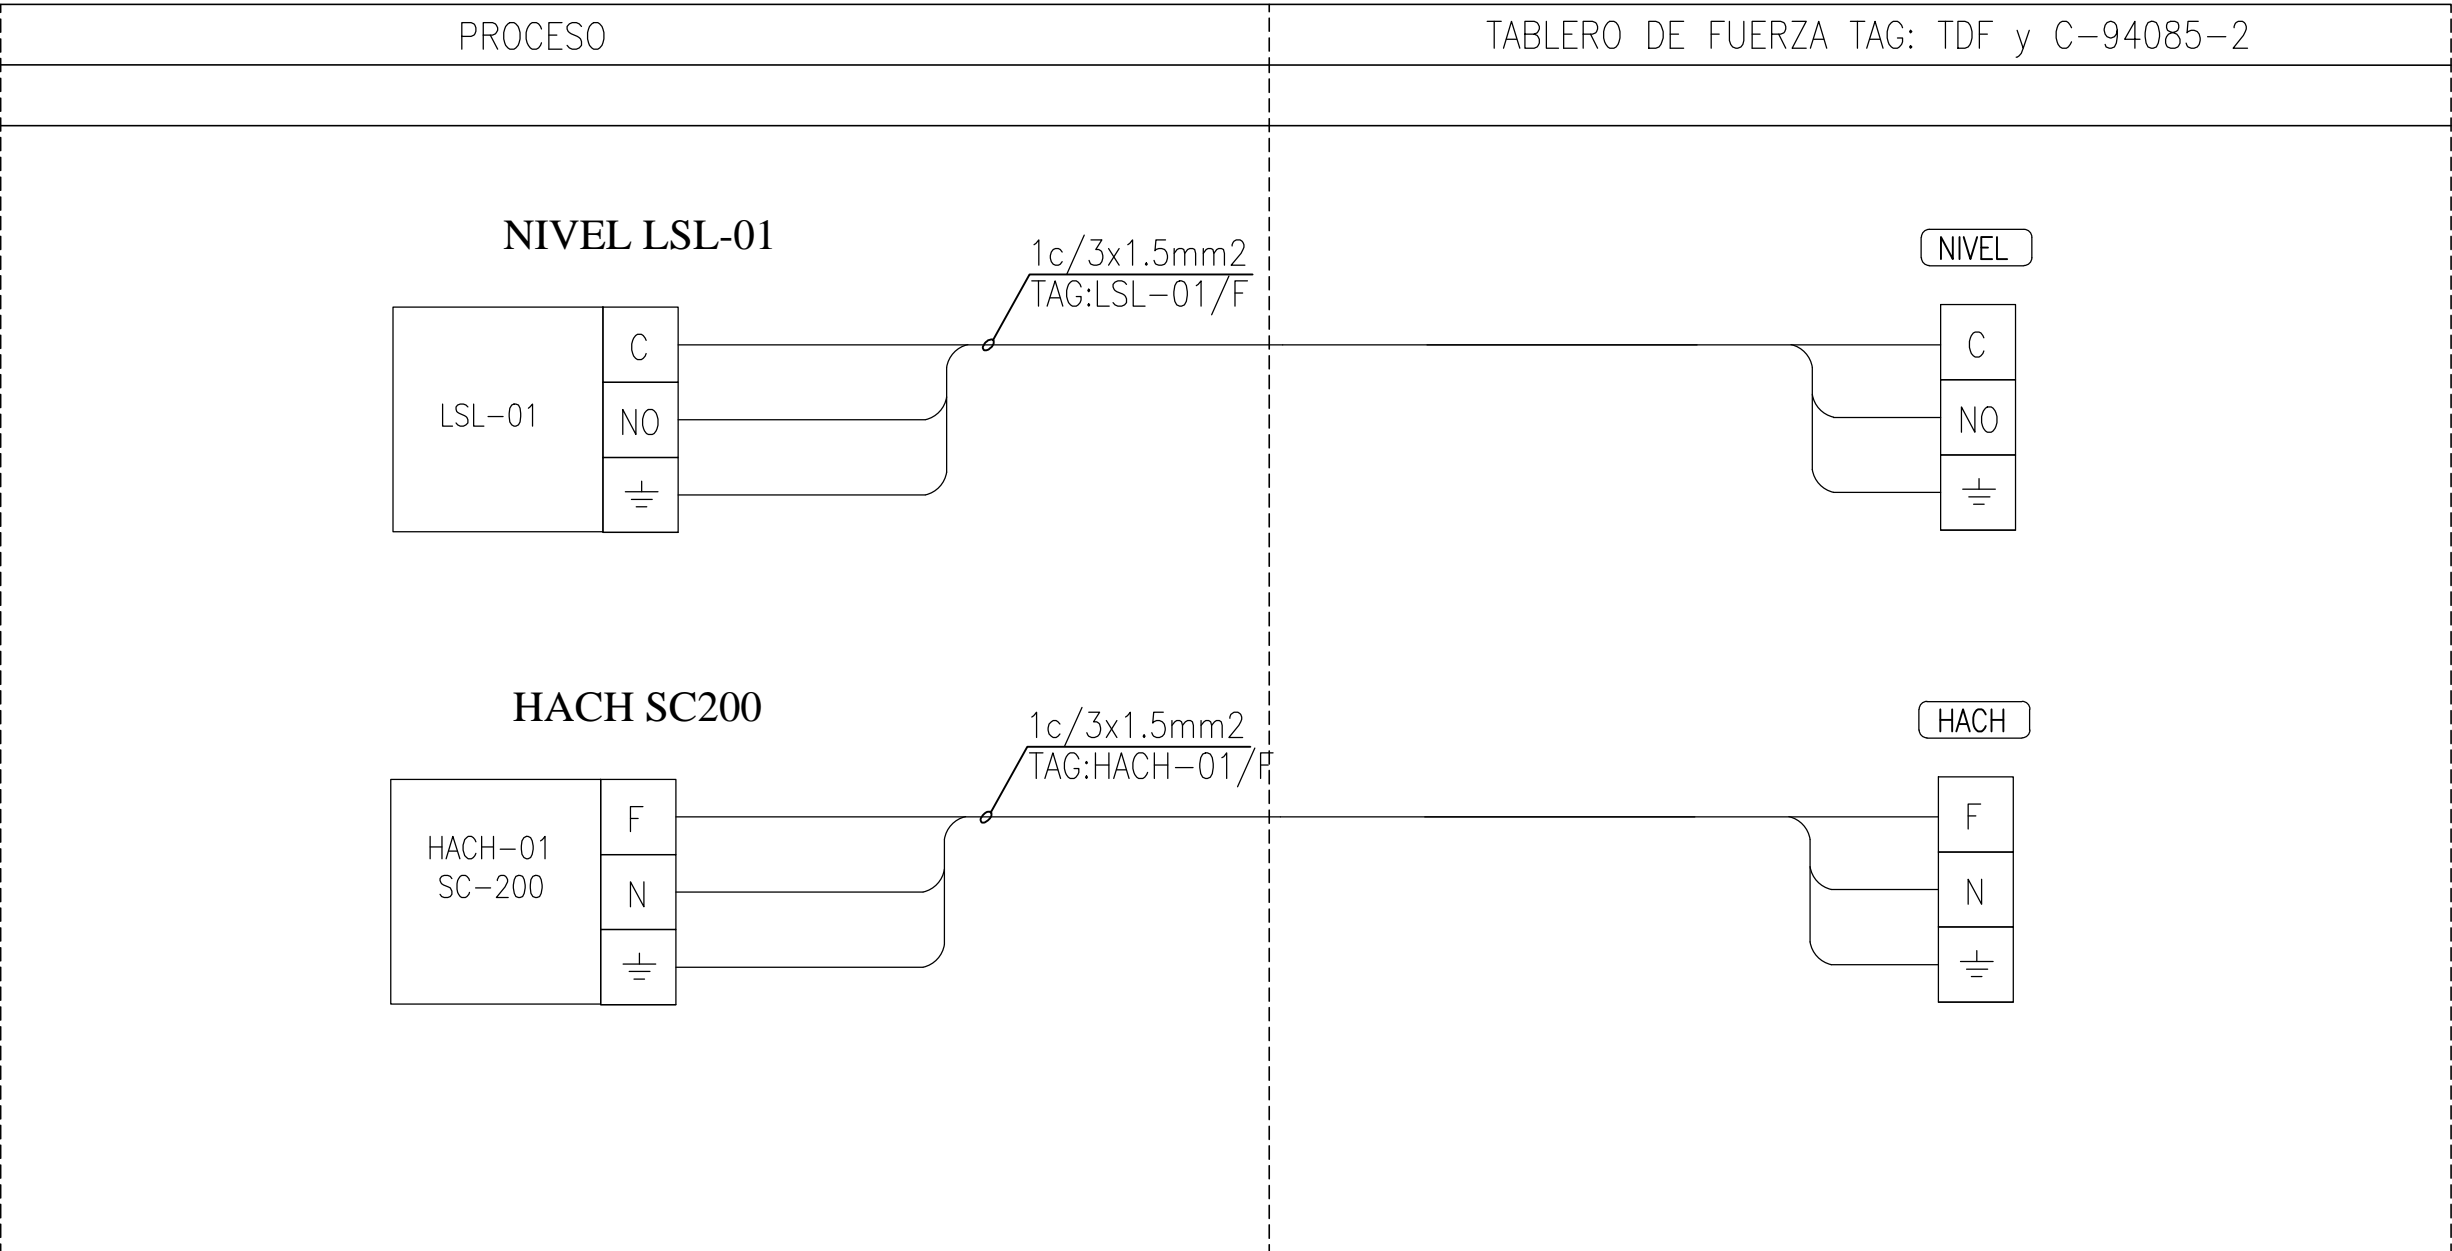 PROCESO
TABLERO DE FUERZA TAG: TDF y C-94085-2
NIVEL LSL-01
1c/3x1.5mm2
TAG:LSL-01/F
NIVEL
LSL-01
C
NO
C
NO
HACH SC200
1c/3x1.5mm2
TAG:HACH-01/F
HACH
HACH-01
SC-200
F
N
F
N